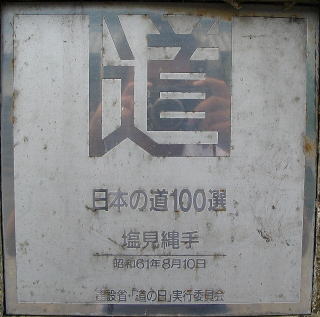 道
日本の道100選
塩見縄手
昭和61年8月10日
建設省・「道の日」実行委員会